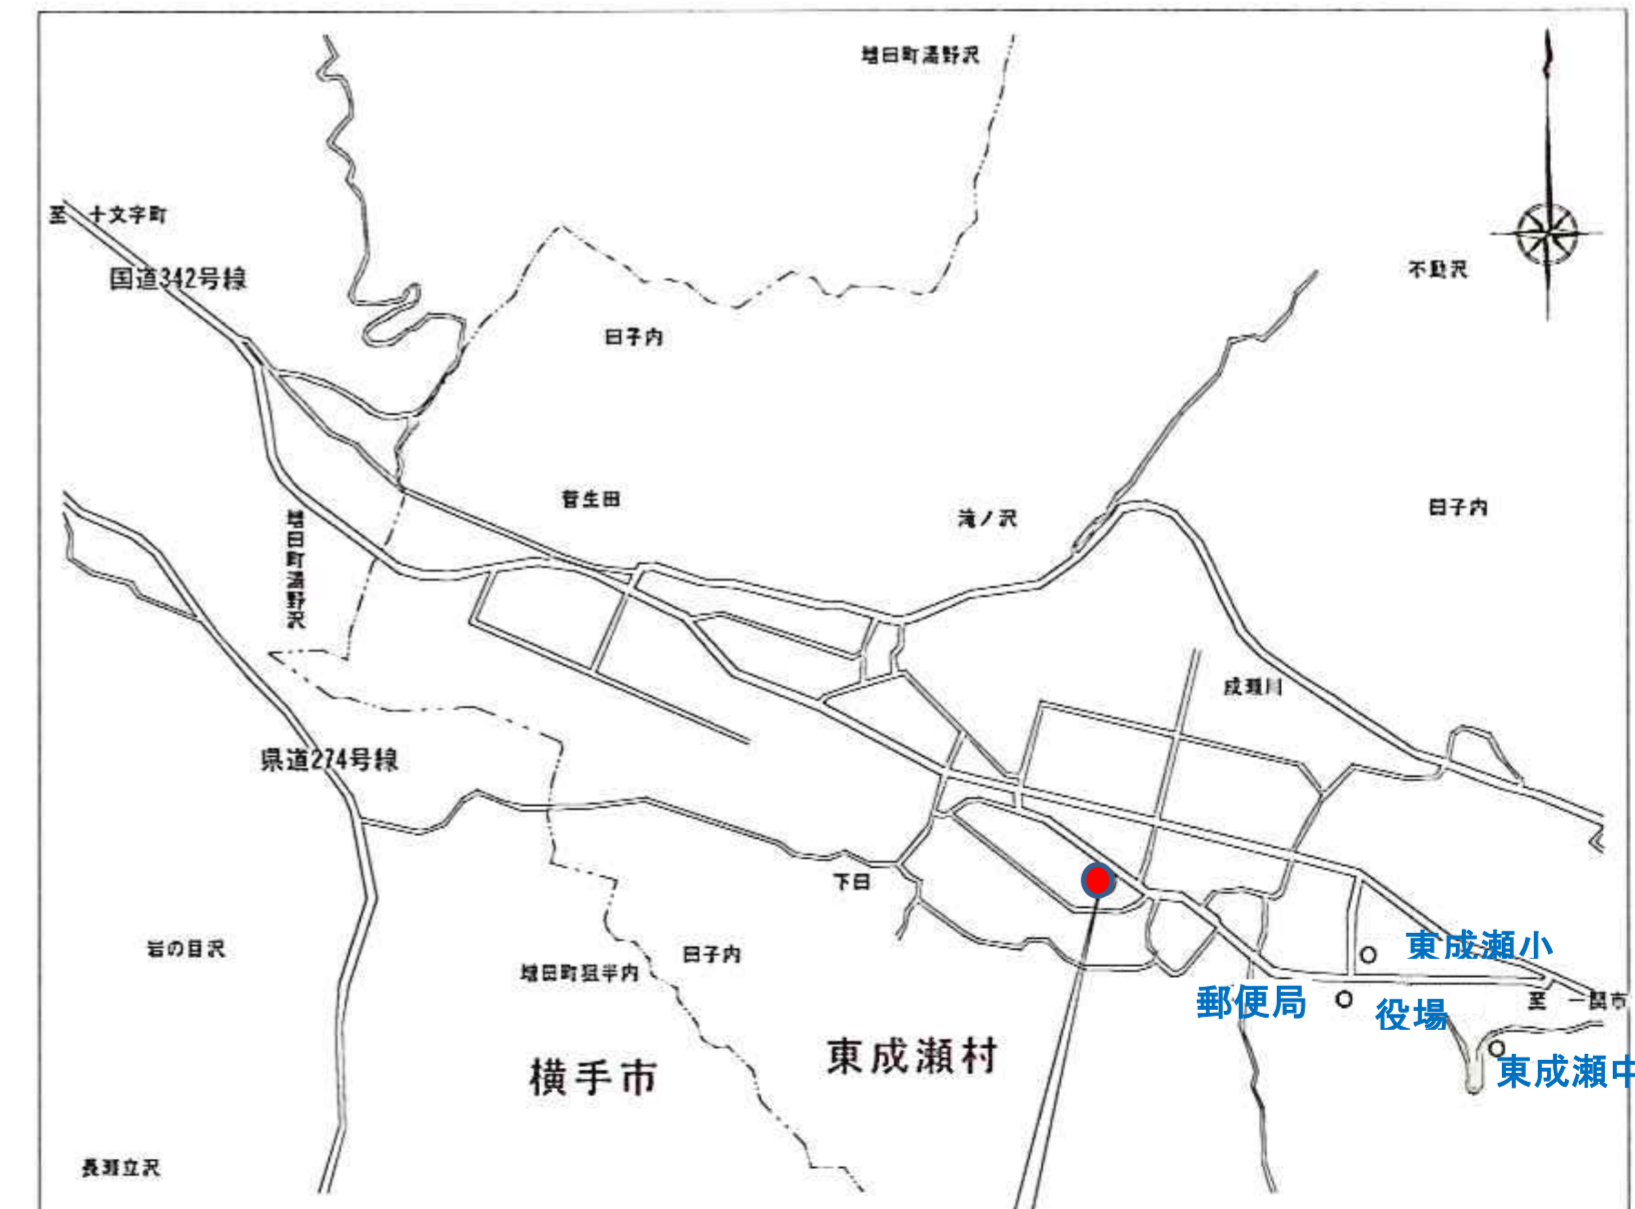 増田町湯野沢
至 十文字町
不動沢
国道342号線
田子内
菅生田
田子内
滝ノ沢
増田町湯野沢
成瀬川
県道274号線
下田
東成瀬小
岩の目沢
田子内
増田町狙半内
郵便局
至 一関市
役場
東成瀬村
横手市
東成瀬中
長瀬立沢